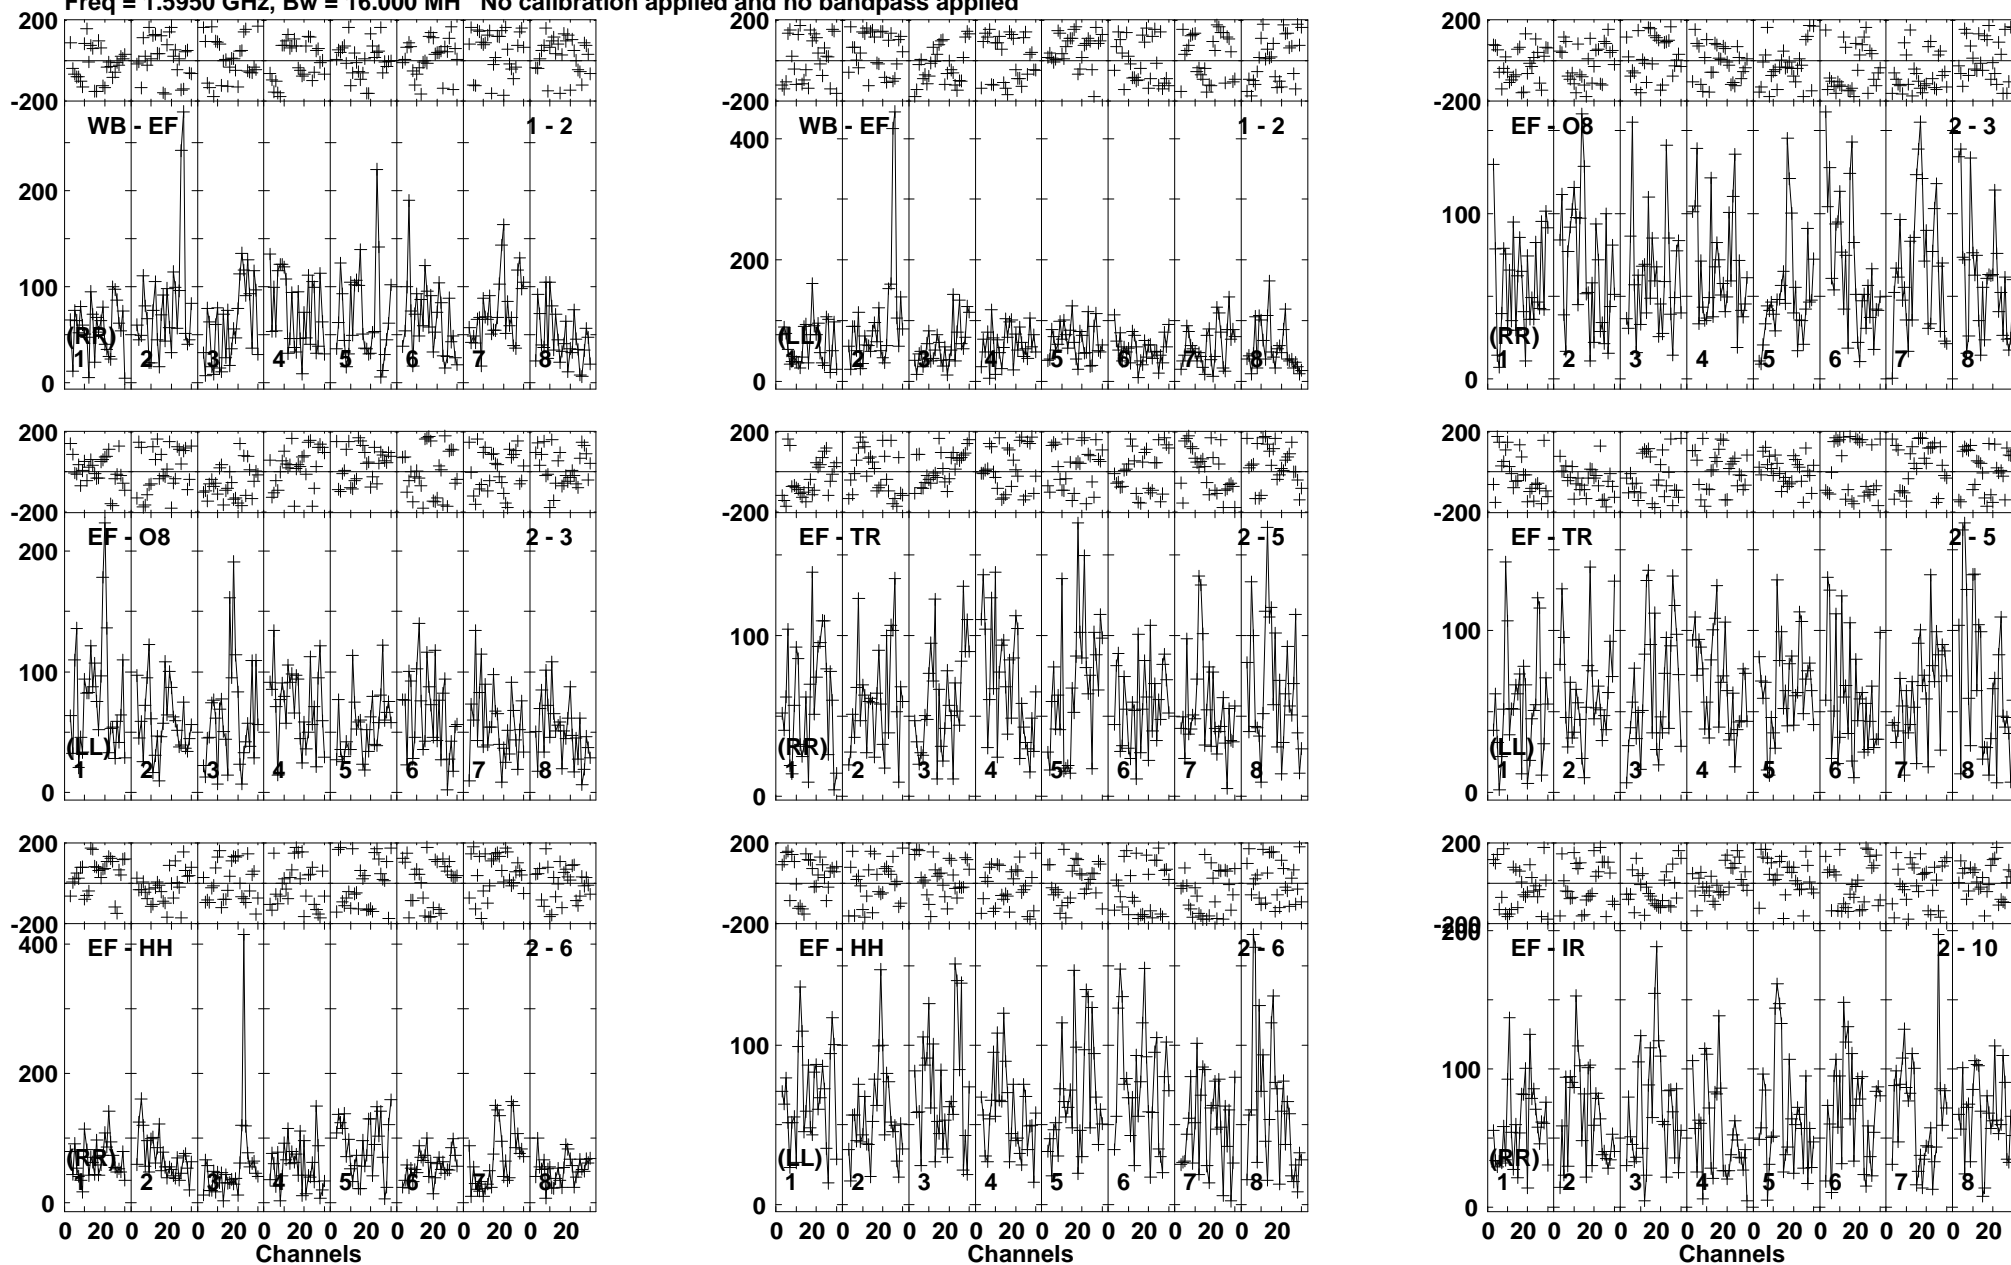 Freq = 1.5950 GHz, Bw = 16.000 MH No calibration applied and no bandpass applied
200 200 200
-200 -200 -200
WB - EF 1 - 2 WB - EF 1 - 2 EF - O8 2 - 3
400
200 200
100 100
(RR) (LL) (RR)
1 2 3 4 5 6 7 8 1 2 3 4 5 6 7 8 1 2 3 4 5 6 7 8
0 0 0
200 200 200
-200 -200 -200
EF - O8 2 - 3 EF - TR 2 - 5 EF - TR 2 - 5
200
100 100 100
(LL) (RR) (LL)
1 2 3 4 5 6 7 8 1 2 3 4 5 6 7 8 1 2 3 4 5 6 7 8
0 0 0
200 200 200
-200 -200 -200
400 200
EF - HH 2 - 6 EF - HH 2 - 6 EF - IR 2 - 10
200 100 100
(RR) (LL) (RR)
1 2 3 4 5 6 7 8 1 2 3 4 5 6 7 8 1 2 3 4 5 6 7 8
0 0 0
0 20 0 20 0 20 0 20 0 20 0 20 0 20 0 20 0 20 0 20 0 20 0 20 0 20 0 20 0 20 0 20 0 20 0 20 0 20 0 20 0 20 0 20 0 20 0 20
Channels Channels Channels